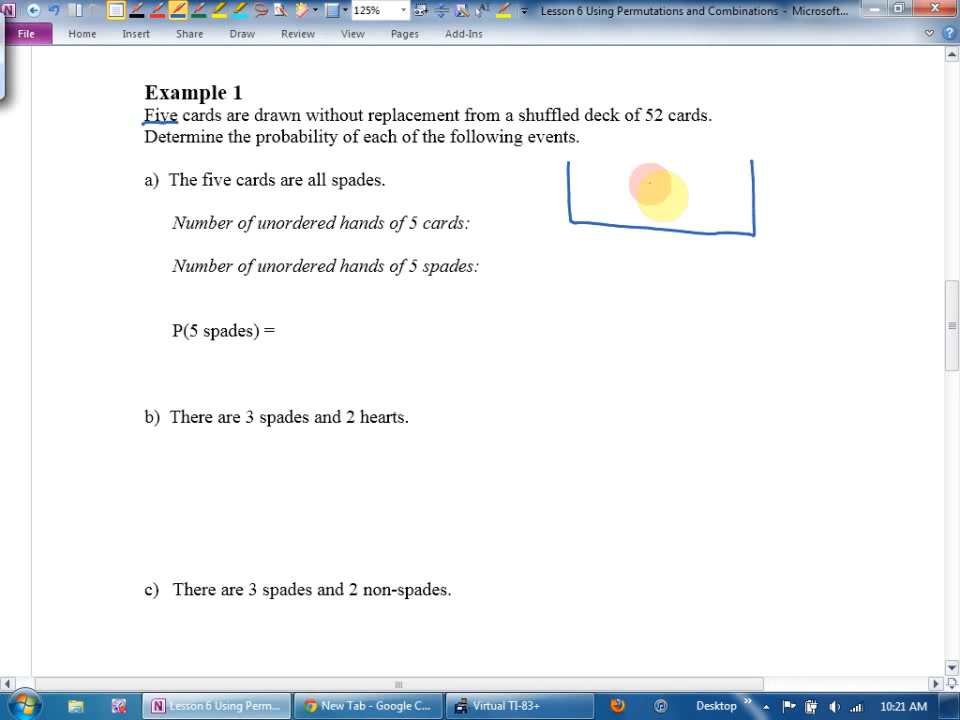 125%
Lesson 6 Using Permutations and Combinations - Microsoft...
File Home Insert Share Draw Review View Pages Add-Ins
Example 1
Five cards are drawn without replacement from a shuffled deck of 52 cards.
Determine the probability of each of the following events.
a) The five cards are all spades.
Number of unordered hands of 5 cards:
Number of unordered hands of 5 spades:
P(5 spades) =
b) There are 3 spades and 2 hearts.
c) There are 3 spades and 2 non-spades.
Lesson 6 Using Perm... New Tab - Google C... Virtual TI-83+ Desktop 10:21 AM